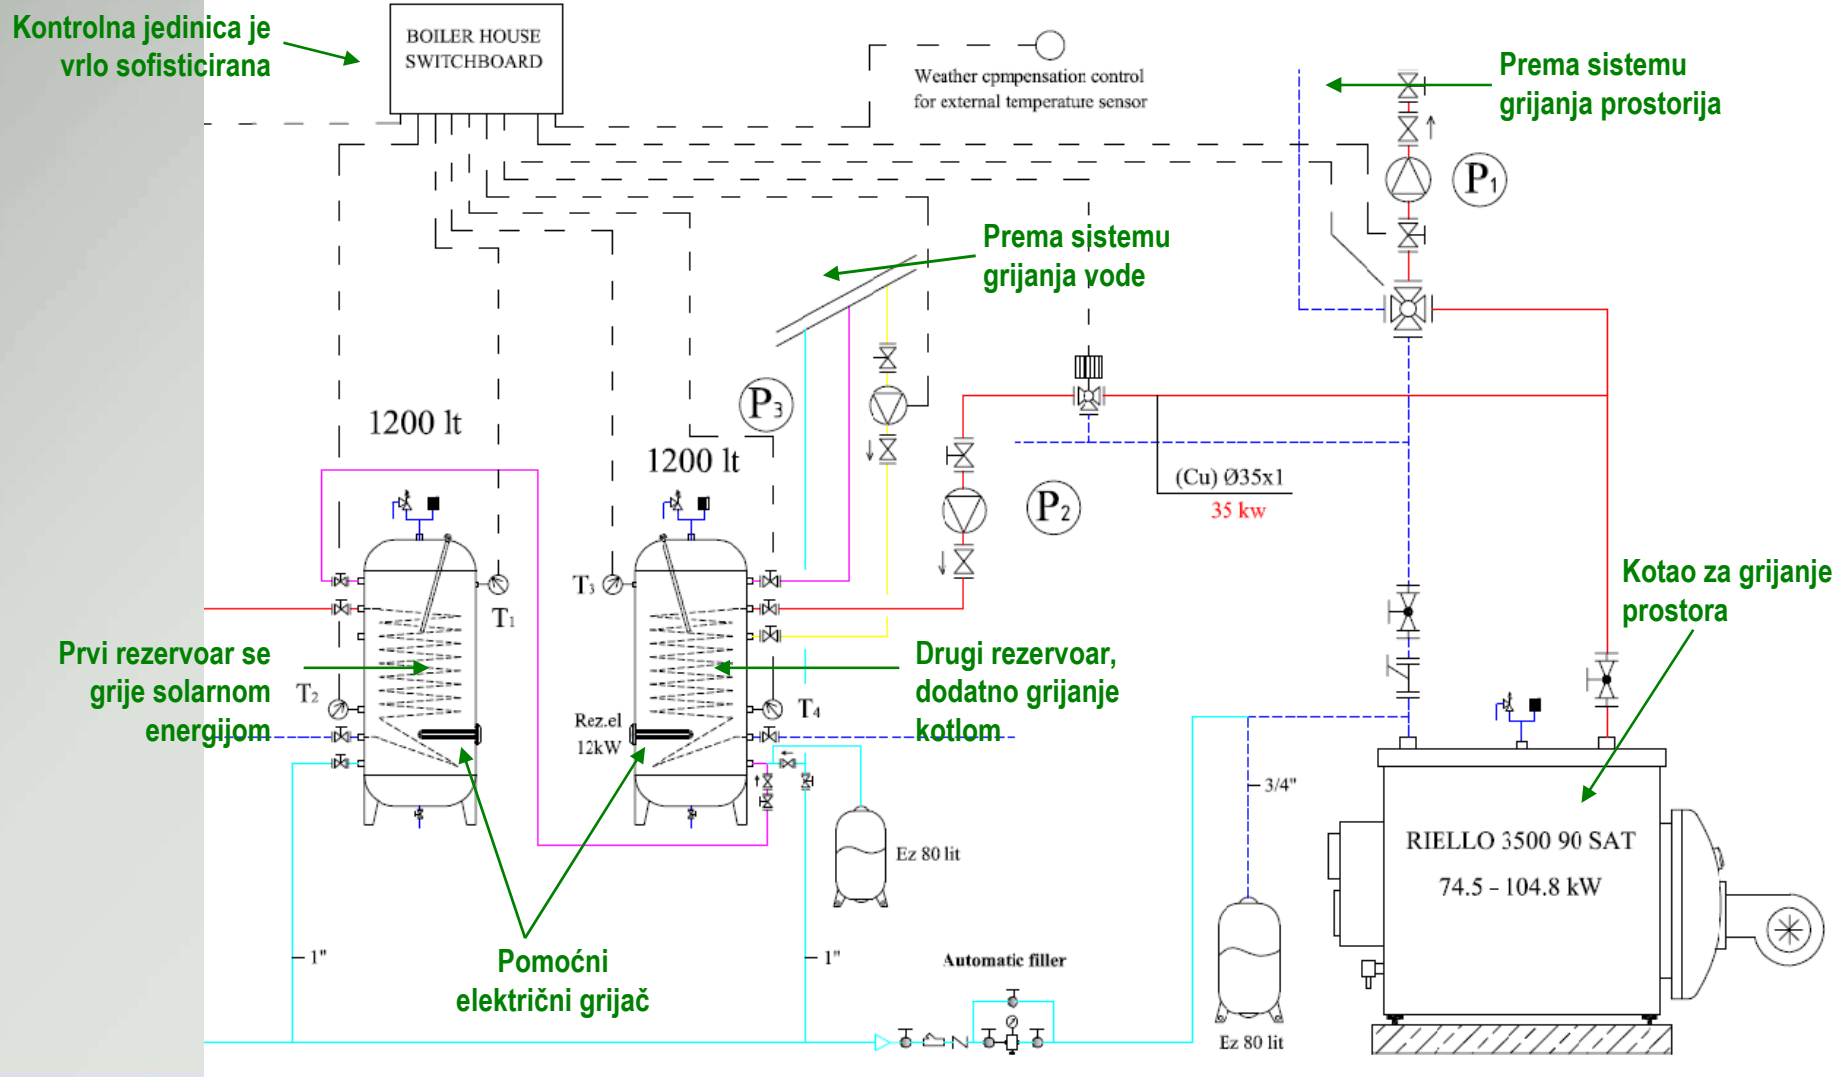 Kontrolna jedinica je
vrlo sofisticirana
BOILER HOUSE
SWITCHBOARD
Weather cpmpensation control
for external temperature sensor
Prema sistemu
grijanja prostorija
P1
Prema sistemu
grijanja vode
P3
1200 lt
1200 lt
(Cu) Ø35x1
35 kw
P2
T1
T3
Kotao za grijanje
prostora
Prvi rezervoar se
grije solarnom
energijom
T2
Drugi rezervoar,
dodatno grijanje
kotlom
T4
Rez.el
12kW
3/4"
RIELLO 3500 90 SAT
74.5 - 104.8 kW
Ez 80 lit
1"
Pomoćni
električni grijač
1"
Automatic filler
Ez 80 lit